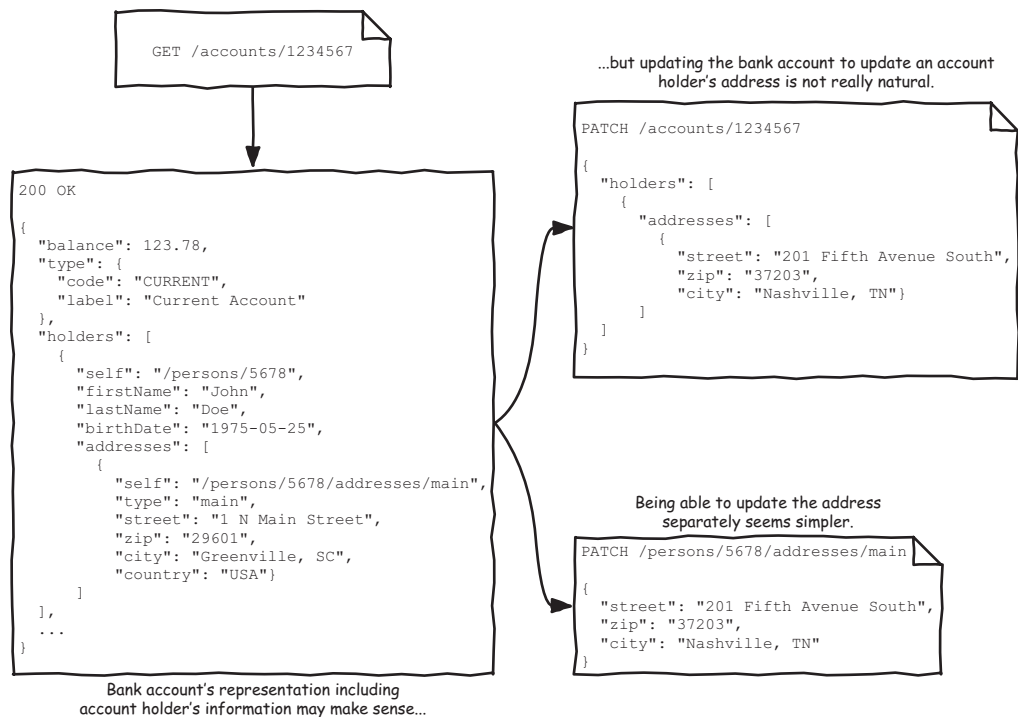 GET /accounts/1234567
200 OK
{
  "balance": 123.78,
  "type": {
    "code": "CURRENT",
    "label": "Current Account"
  },
  "holders": [
    {
      "self": "/persons/5678",
      "firstName": "John",
      "lastName": "Doe",
      "birthDate": "1975-05-25",
      "addresses": [
        {
          "self": "/persons/5678/addresses/main",
          "type": "main",
          "street": "1 N Main Street",
          "zip": "29601",
          "city": "Greenville, SC",
          "country": "USA"}
      ]
  ],
  ...
}
Bank account's representation including
account holder's information may make sense...
...but updating the bank account to update an account
holder's address is not really natural.
PATCH /accounts/1234567
{
  "holders": [
    {
      "addresses": [
        {
          "street": "201 Fifth Avenue South",
          "zip": "37203",
          "city": "Nashville, TN"}
      ]
  ]
}
Being able to update the address
separately seems simpler.
PATCH /persons/5678/addresses/main
{
  "street": "201 Fifth Avenue South",
  "zip": "37203",
  "city": "Nashville, TN"
}